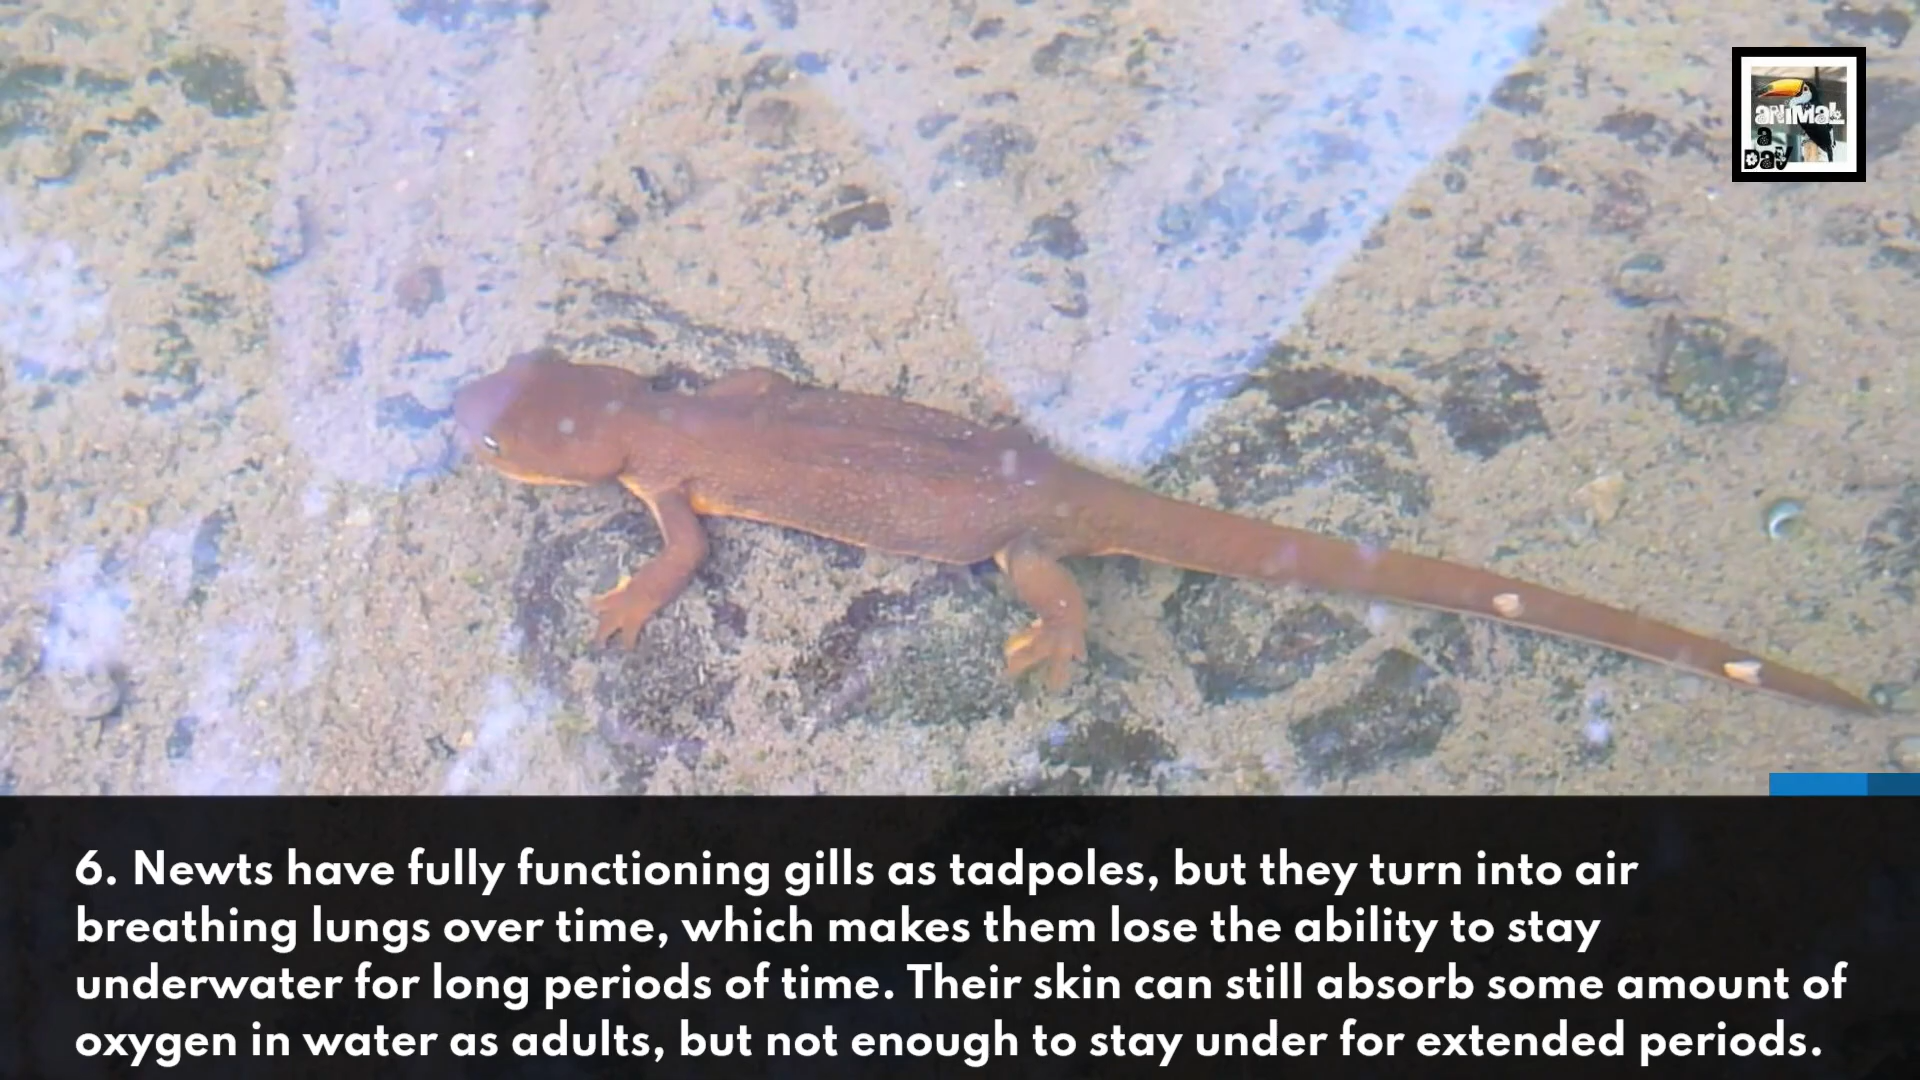 aNiMaL
a
Day
6. Newts have fully functioning gills as tadpoles, but they turn into air
breathing lungs over time, which makes them lose the ability to stay
underwater for long periods of time. Their skin can still absorb some amount of
oxygen in water as adults, but not enough to stay under for extended periods.